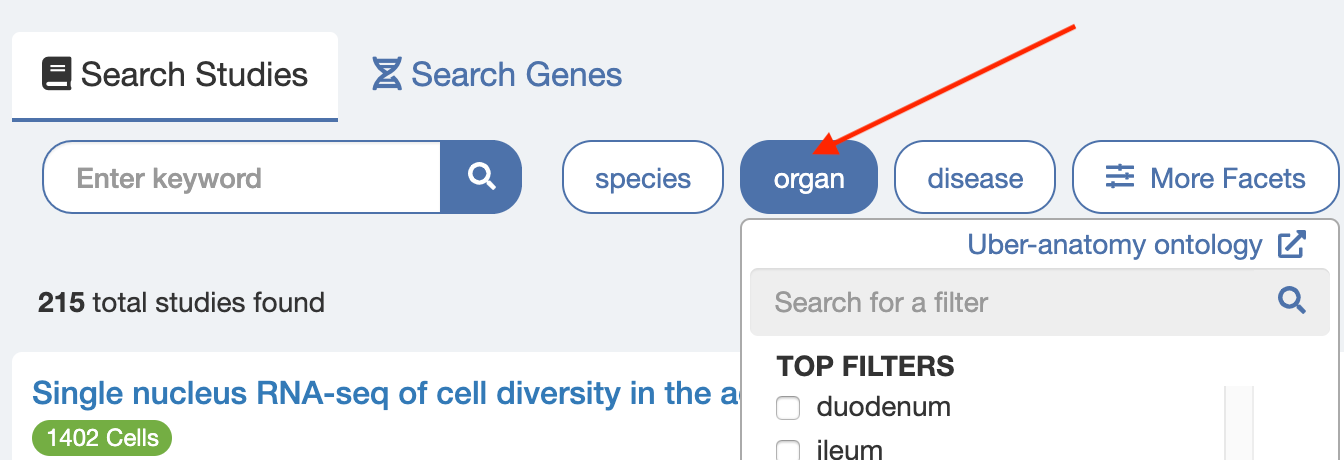 Search Studies Search Genes
Enter keyword species organ disease More Facets
Uber-anatomy ontology
215 total studies found
Search for a filter
TOP FILTERS
Single nucleus RNA-seq of cell diversity in the
duodenum
1402 Cells
ileum